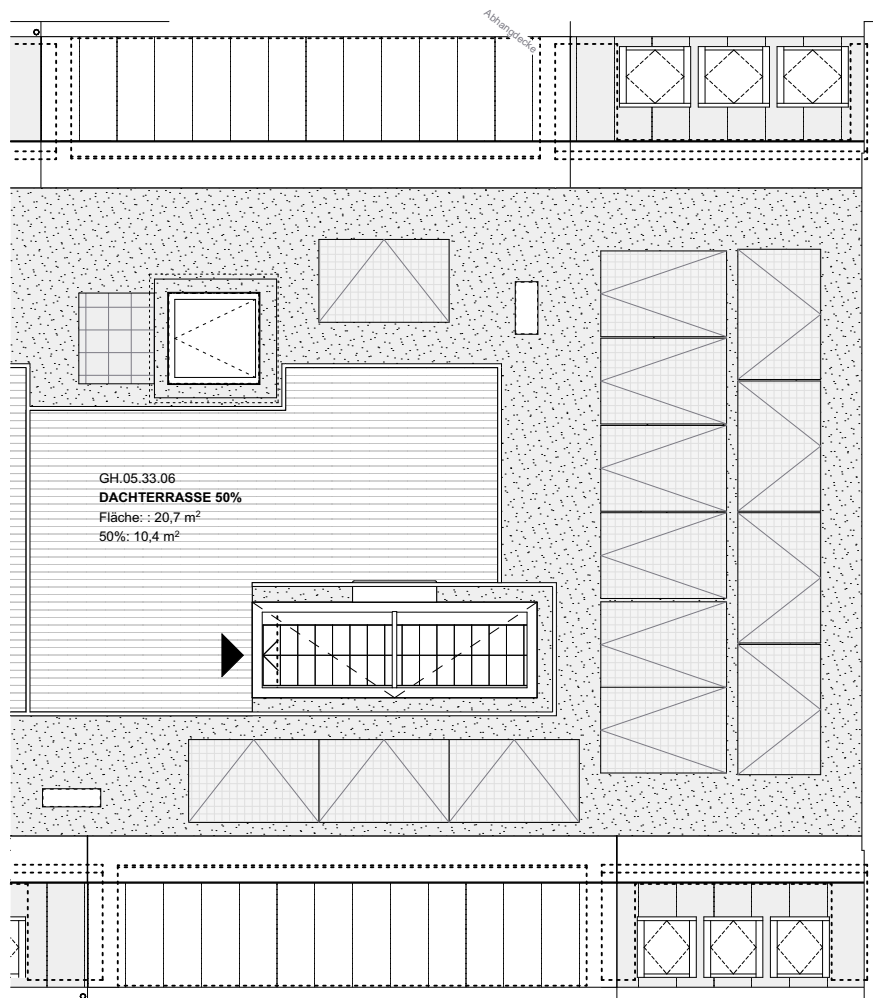 Abhangdecke
GH.05.33.06
DACHTERRASSE 50%
Fläche: : 20,7 m²
50%: 10,4 m²